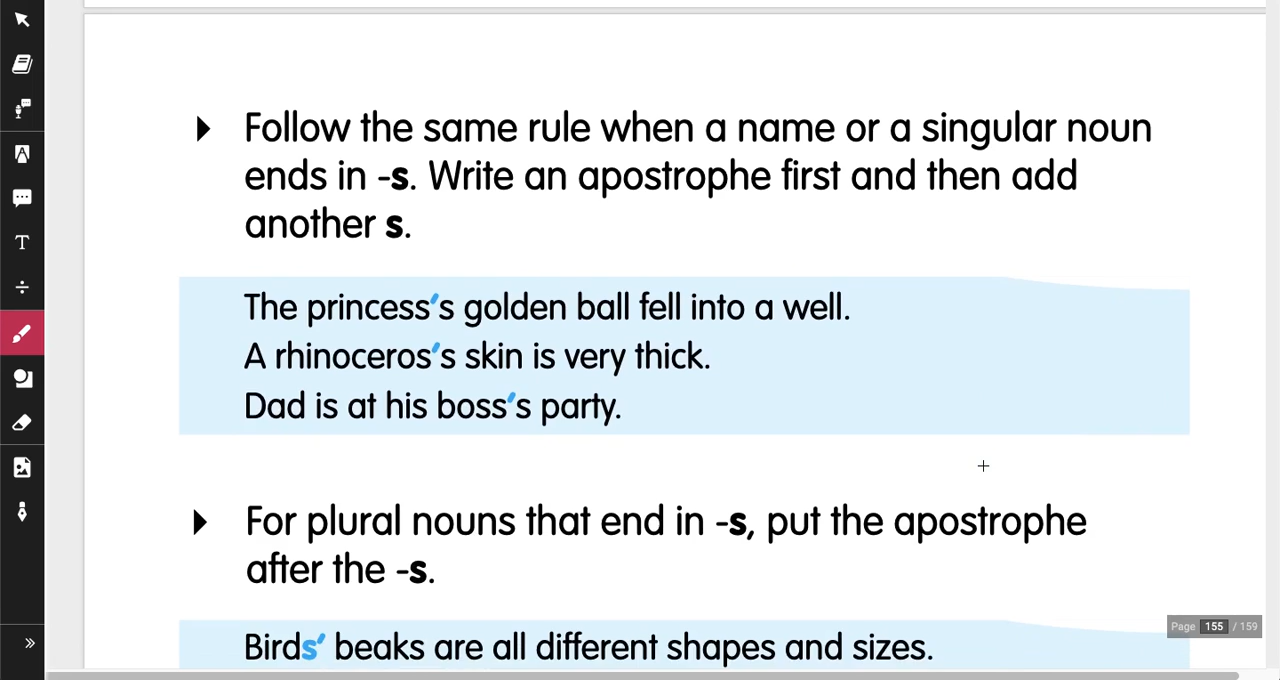 Follow the same rule when a name or a singular noun
ends in -s. Write an apostrophe first and then add
another s.
The princess's golden ball fell into a well.
A rhinoceros's skin is very thick.
Dad is at his boss's party.
For plural nouns that end in -s, put the apostrophe
after the -s.
Page 155 / 159
Birds' beaks are all different shapes and sizes.